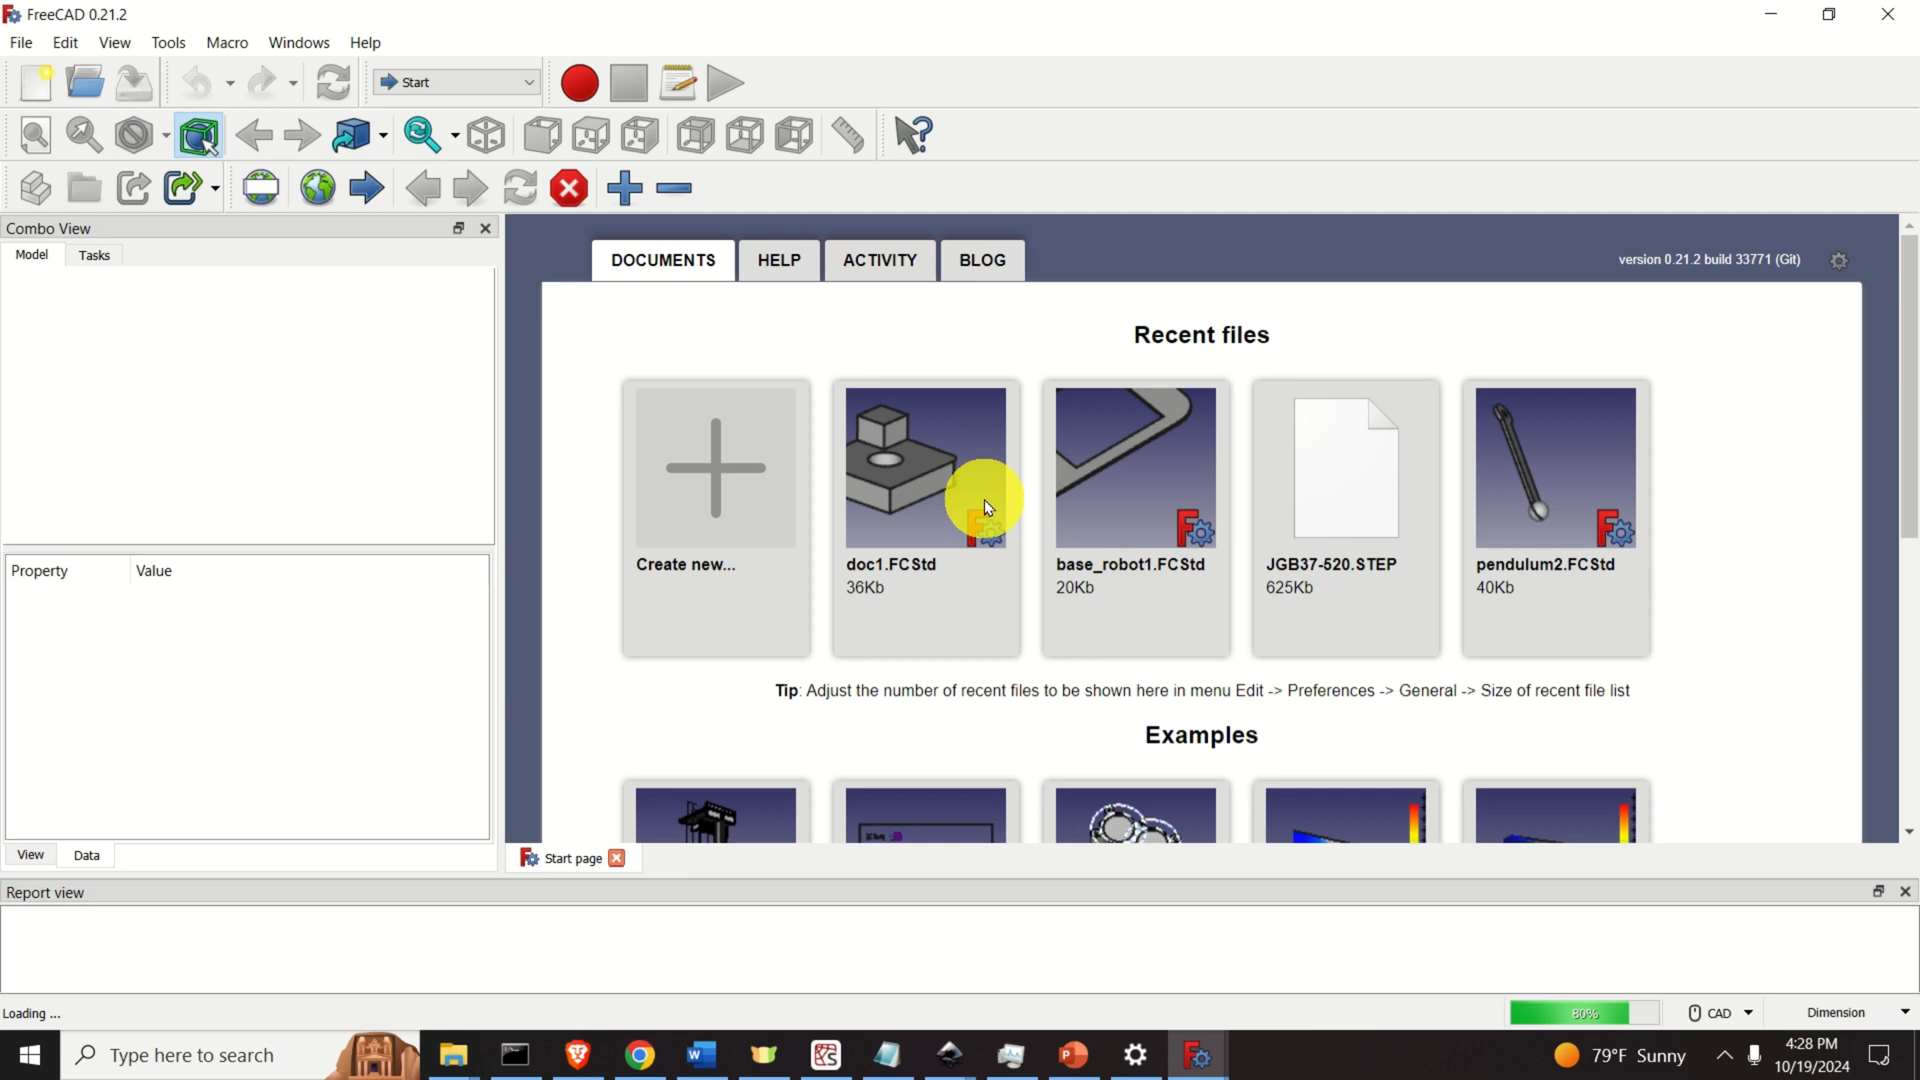 FreeCAD 0.21.2
File Edit View Tools Macro Windows Help
Start
Combo View
Model Tasks
DOCUMENTS HELP ACTIVITY BLOG version 0.21.2 build 33771 (Git)
Recent files
Create new... doc1.FCStd base_robot1.FCStd JGB37-520.STEP pendulum2.FCStd
36Kb 20Kb 625Kb 40Kb
Property Value
Tip: Adjust the number of recent files to be shown here in menu Edit -> Preferences -> General -> Size of recent file list
Examples
View Data
Start page
Report view
Loading ... 80% CAD Dimension
Type here to search 79°F Sunny 4:28 PM
10/19/2024